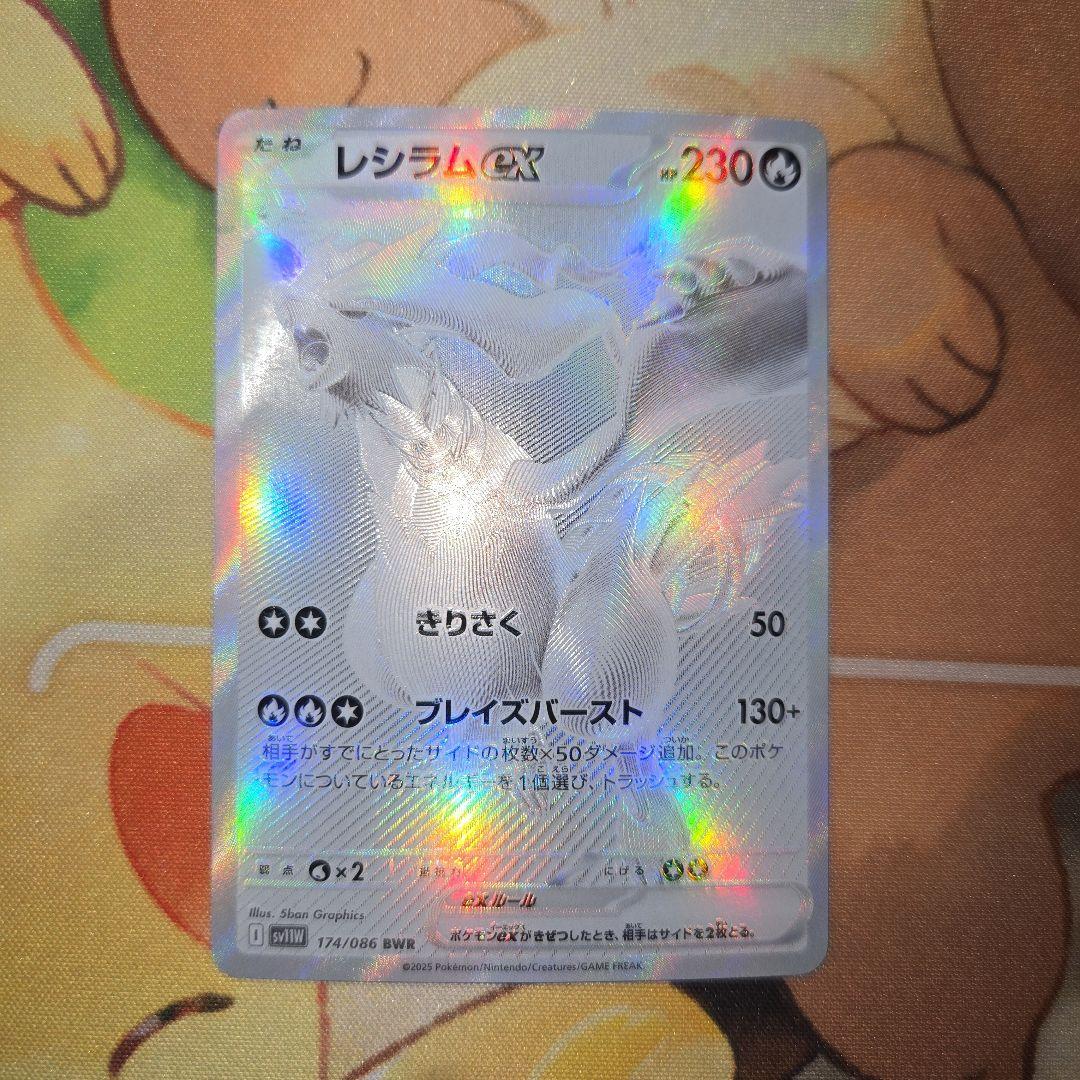 たね レシラムex HP230
きりさく 50
ブレイズバースト 130+
相手がすでにとったサイドの枚数×50ダメージ追加。このポケ
モンについているエネルギーを1個選び、トラッシュする。
弱点 ×2 抵抗力 にげる
exルール
ポケモンexがきぜつしたとき、相手はサイドを2枚とる。
Illus. 5ban Graphics
I sv11W 174/086 BWR
©2025 Pokémon/Nintendo/Creatures/GAME FREAK